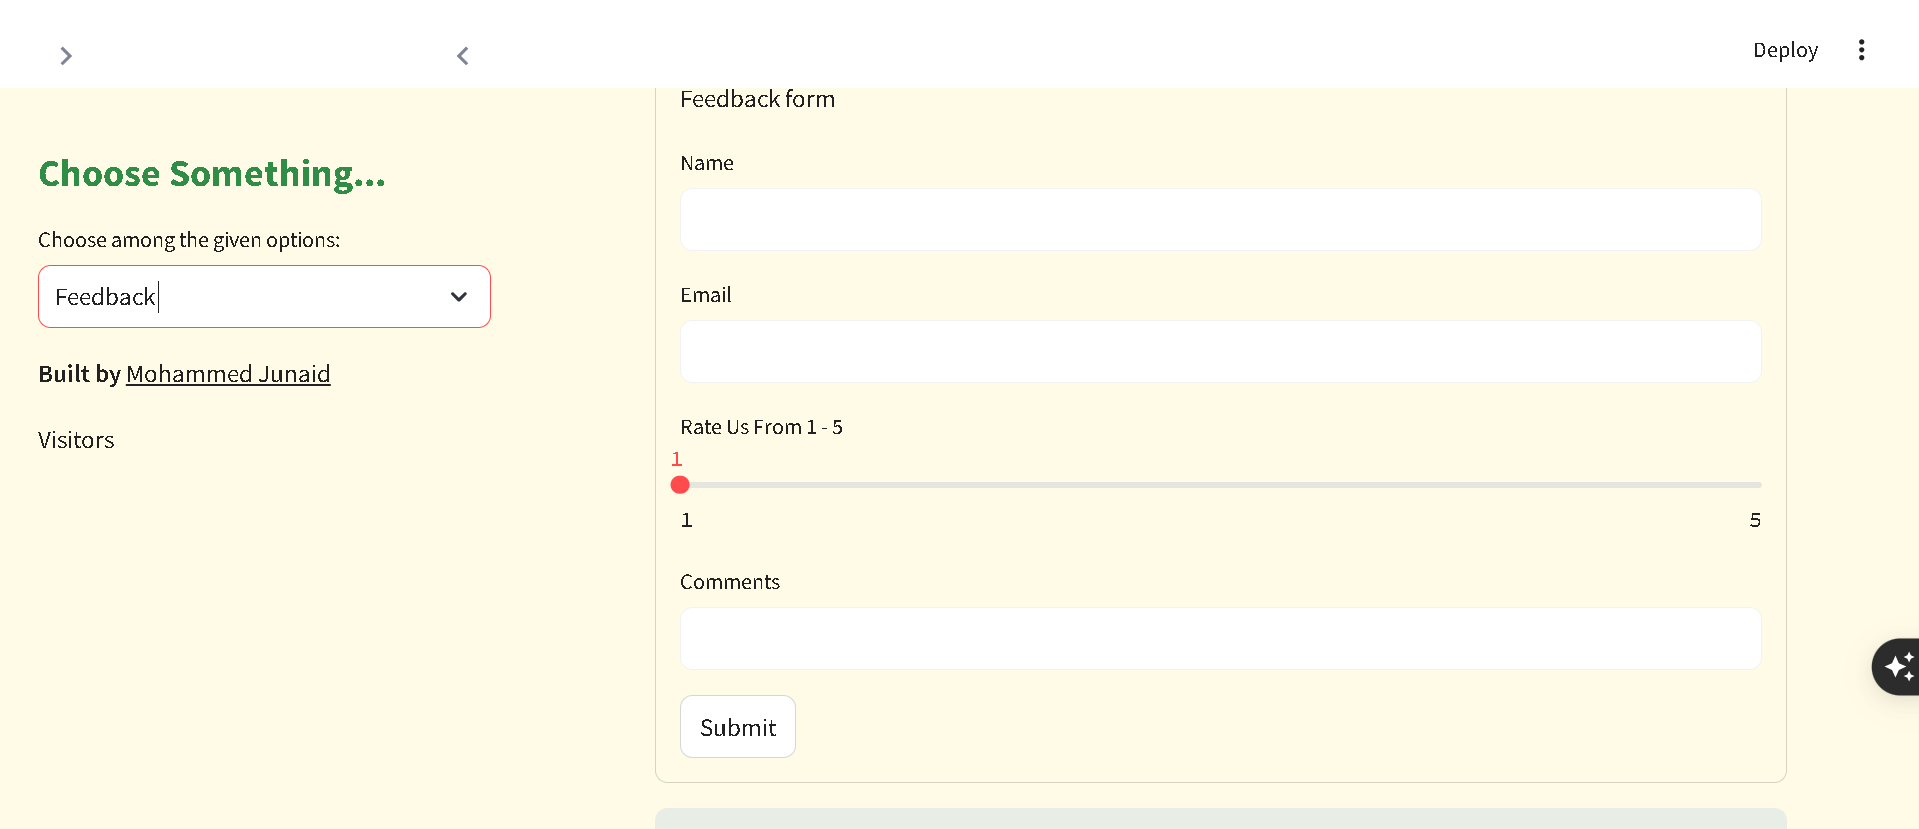 Deploy
Choose Something...
Choose among the given options:
Feedback
Built by Mohammed Junaid
Visitors
Feedback form
Name
Email
Rate Us From 1 - 5
1
1
5
Comments
Submit